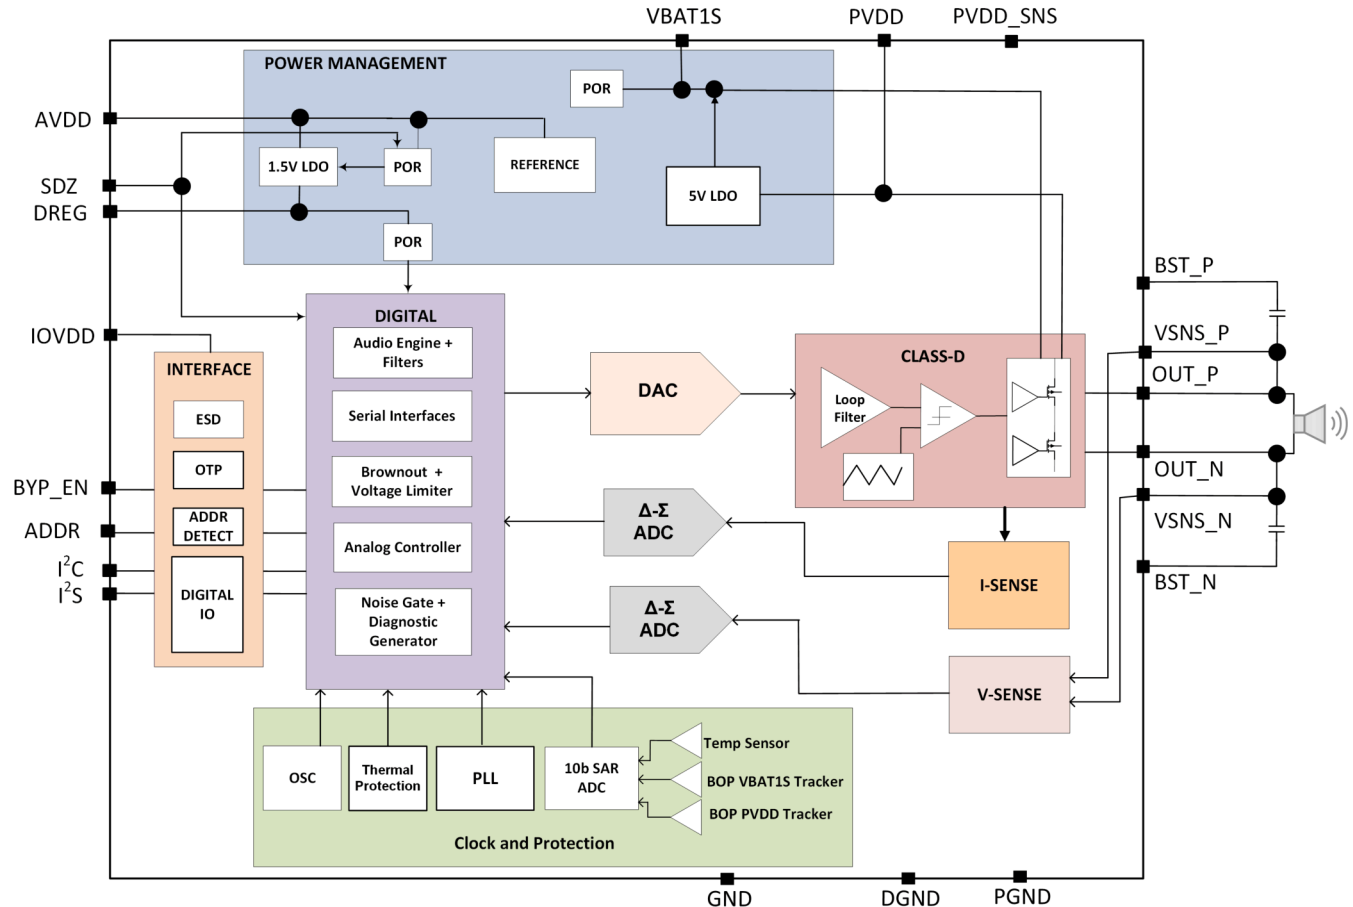 VBAT1S
PVDD
PVDD_SNS
POWER MANAGEMENT
POR
AVDD
1.5V LDO
POR
REFERENCE
SDZ
5V LDO
DREG
POR
BST_P
DIGITAL
IOVDD
VSNS_P
INTERFACE
Audio Engine +
Filters
CLASS-D
OUT_P
DAC
Loop
Filter
ESD
Serial Interfaces
OTP
Brownout +
Voltage Limiter
OUT_N
BYP_EN
VSNS_N
ADDR
ADDR
DETECT
Δ-Σ
ADC
Analog Controller
I²C
I²S
DIGITAL
IO
I-SENSE
BST_N
Noise Gate +
Diagnostic
Generator
Δ-Σ
ADC
V-SENSE
OSC
Thermal
Protection
PLL
10b SAR
ADC
Temp Sensor
BOP VBAT1S Tracker
BOP PVDD Tracker
Clock and Protection
GND
DGND
PGND